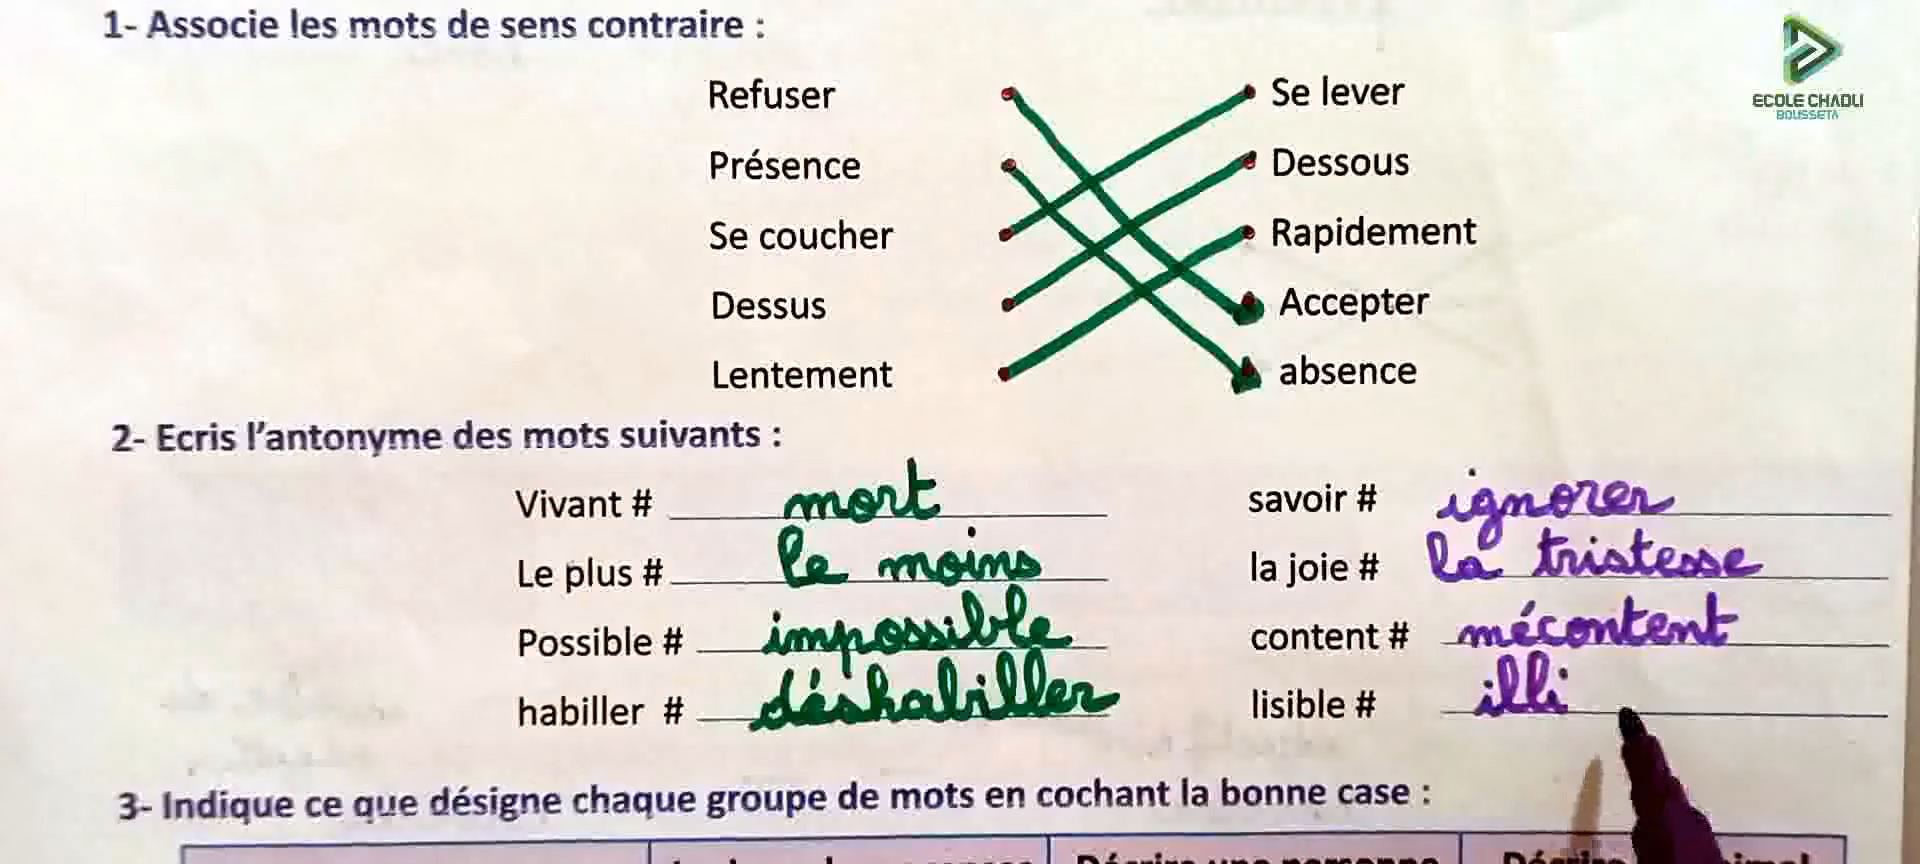 1- Associe les mots de sens contraire :
ECOLE CHADLI
BOUSSETA
Refuser Se lever
Présence Dessous
Se coucher Rapidement
Dessus Accepter
Lentement absence
2- Ecris l'antonyme des mots suivants :
Vivant # mort savoir # ignorer
Le plus # le moins la joie # la tristesse
Possible # impossible content # mécontent
habiller # déshabiller lisible # illi
3- Indique ce que désigne chaque groupe de mots en cochant la bonne case :